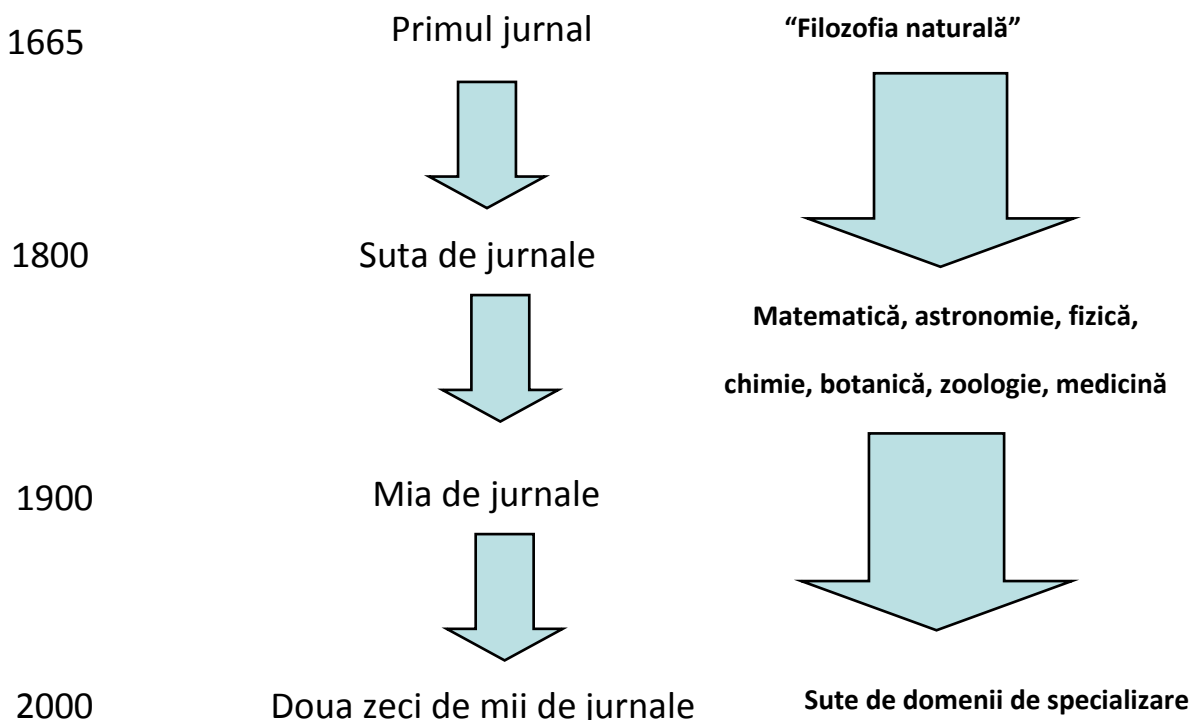 1665
Primul jurnal
“Filozofia naturală”
1800
Suta de jurnale
Matematică, astronomie, fizică,
chimie, botanică, zoologie, medicină
1900
Mia de jurnale
2000
Doua zeci de mii de jurnale
Sute de domenii de specializare